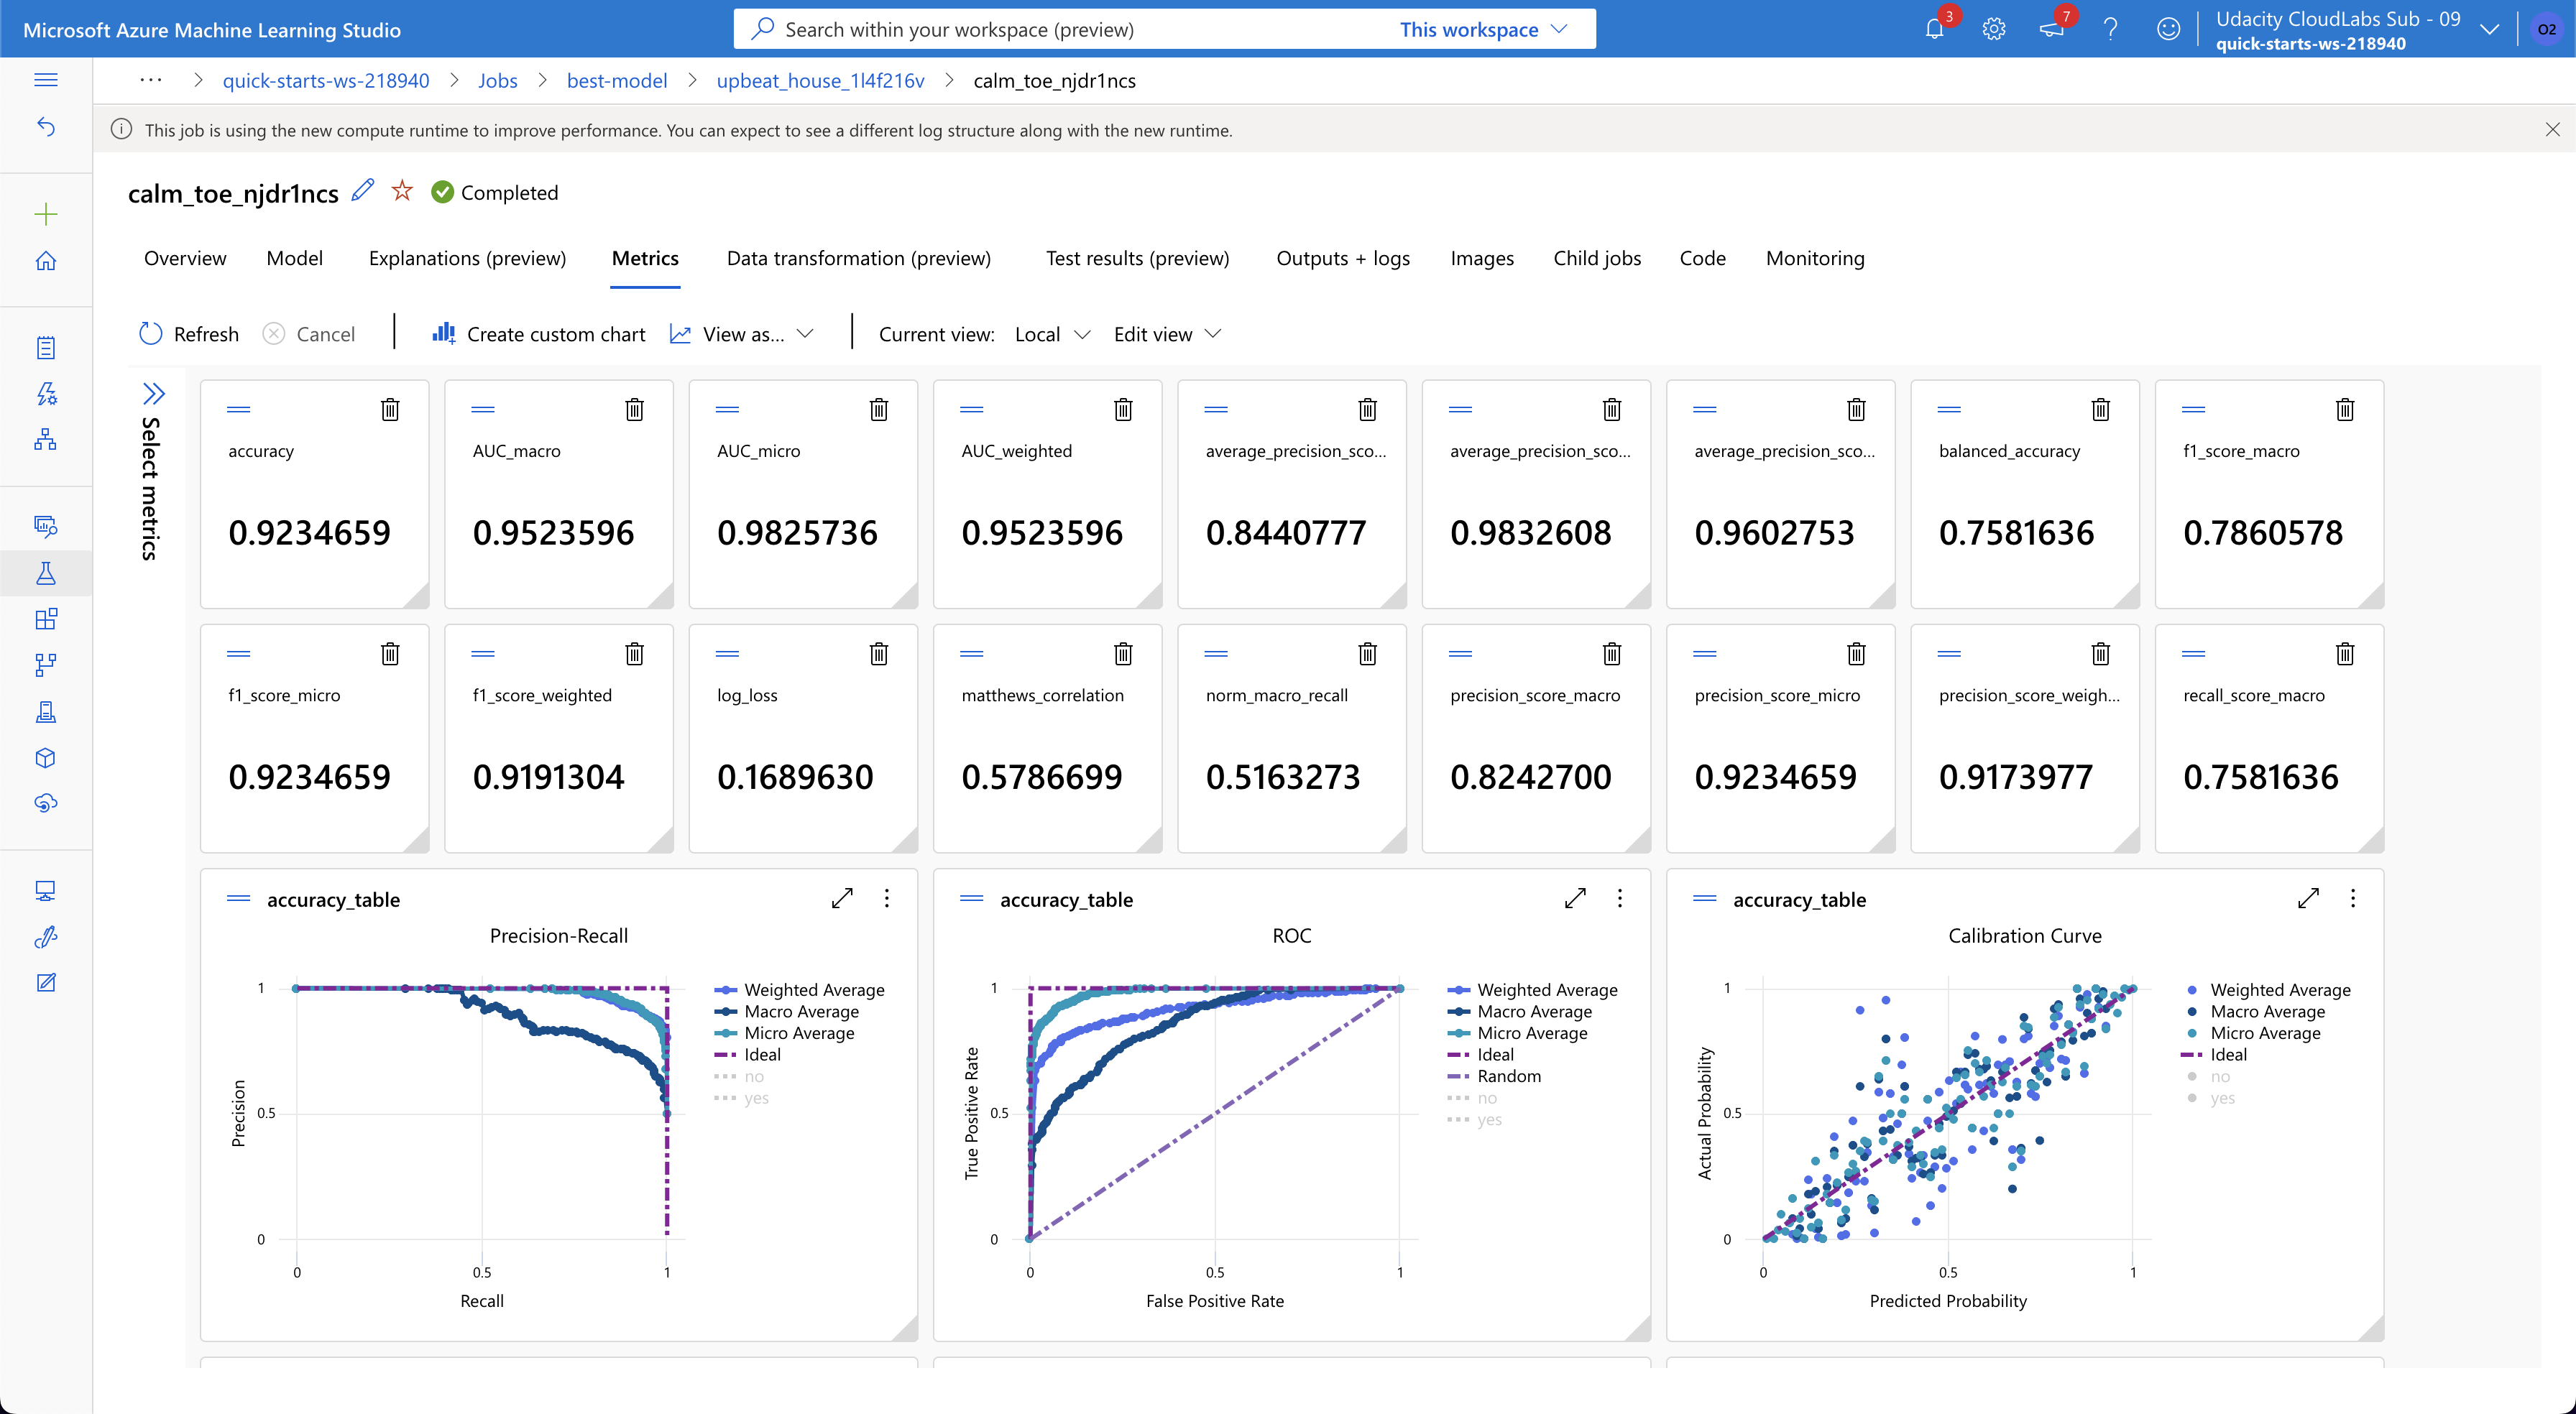 Microsoft Azure Machine Learning Studio
Search within your workspace (preview)
This workspace
3
7
Udacity CloudLabs Sub - 09
quick-starts-ws-218940
O2
··· > quick-starts-ws-218940 > Jobs > best-model > upbeat_house_1l4f216v > calm_toe_njdr1ncs
This job is using the new compute runtime to improve performance. You can expect to see a different log structure along with the new runtime.
calm_toe_njdr1ncs
Completed
Overview Model Explanations (preview) Metrics Data transformation (preview) Test results (preview) Outputs + logs Images Child jobs Code Monitoring
Refresh Cancel Create custom chart View as... Current view: Local Edit view
Select metrics
accuracy
0.9234659
AUC_macro
0.9523596
AUC_micro
0.9825736
AUC_weighted
0.9523596
average_precision_sco...
0.8440777
average_precision_sco...
0.9832608
average_precision_sco...
0.9602753
balanced_accuracy
0.7581636
f1_score_macro
0.7860578
f1_score_micro
0.9234659
f1_score_weighted
0.9191304
log_loss
0.1689630
matthews_correlation
0.5786699
norm_macro_recall
0.5163273
precision_score_macro
0.8242700
precision_score_micro
0.9234659
precision_score_weigh...
0.9173977
recall_score_macro
0.7581636
accuracy_table
Precision-Recall
1
0.5
0
Precision
0
0.5
1
Recall
Weighted Average
Macro Average
Micro Average
Ideal
no
yes
accuracy_table
ROC
1
0.5
0
True Positive Rate
0
0.5
1
False Positive Rate
Weighted Average
Macro Average
Micro Average
Ideal
Random
no
yes
accuracy_table
Calibration Curve
1
0.5
0
Actual Probability
0
0.5
1
Predicted Probability
Weighted Average
Macro Average
Micro Average
Ideal
no
yes